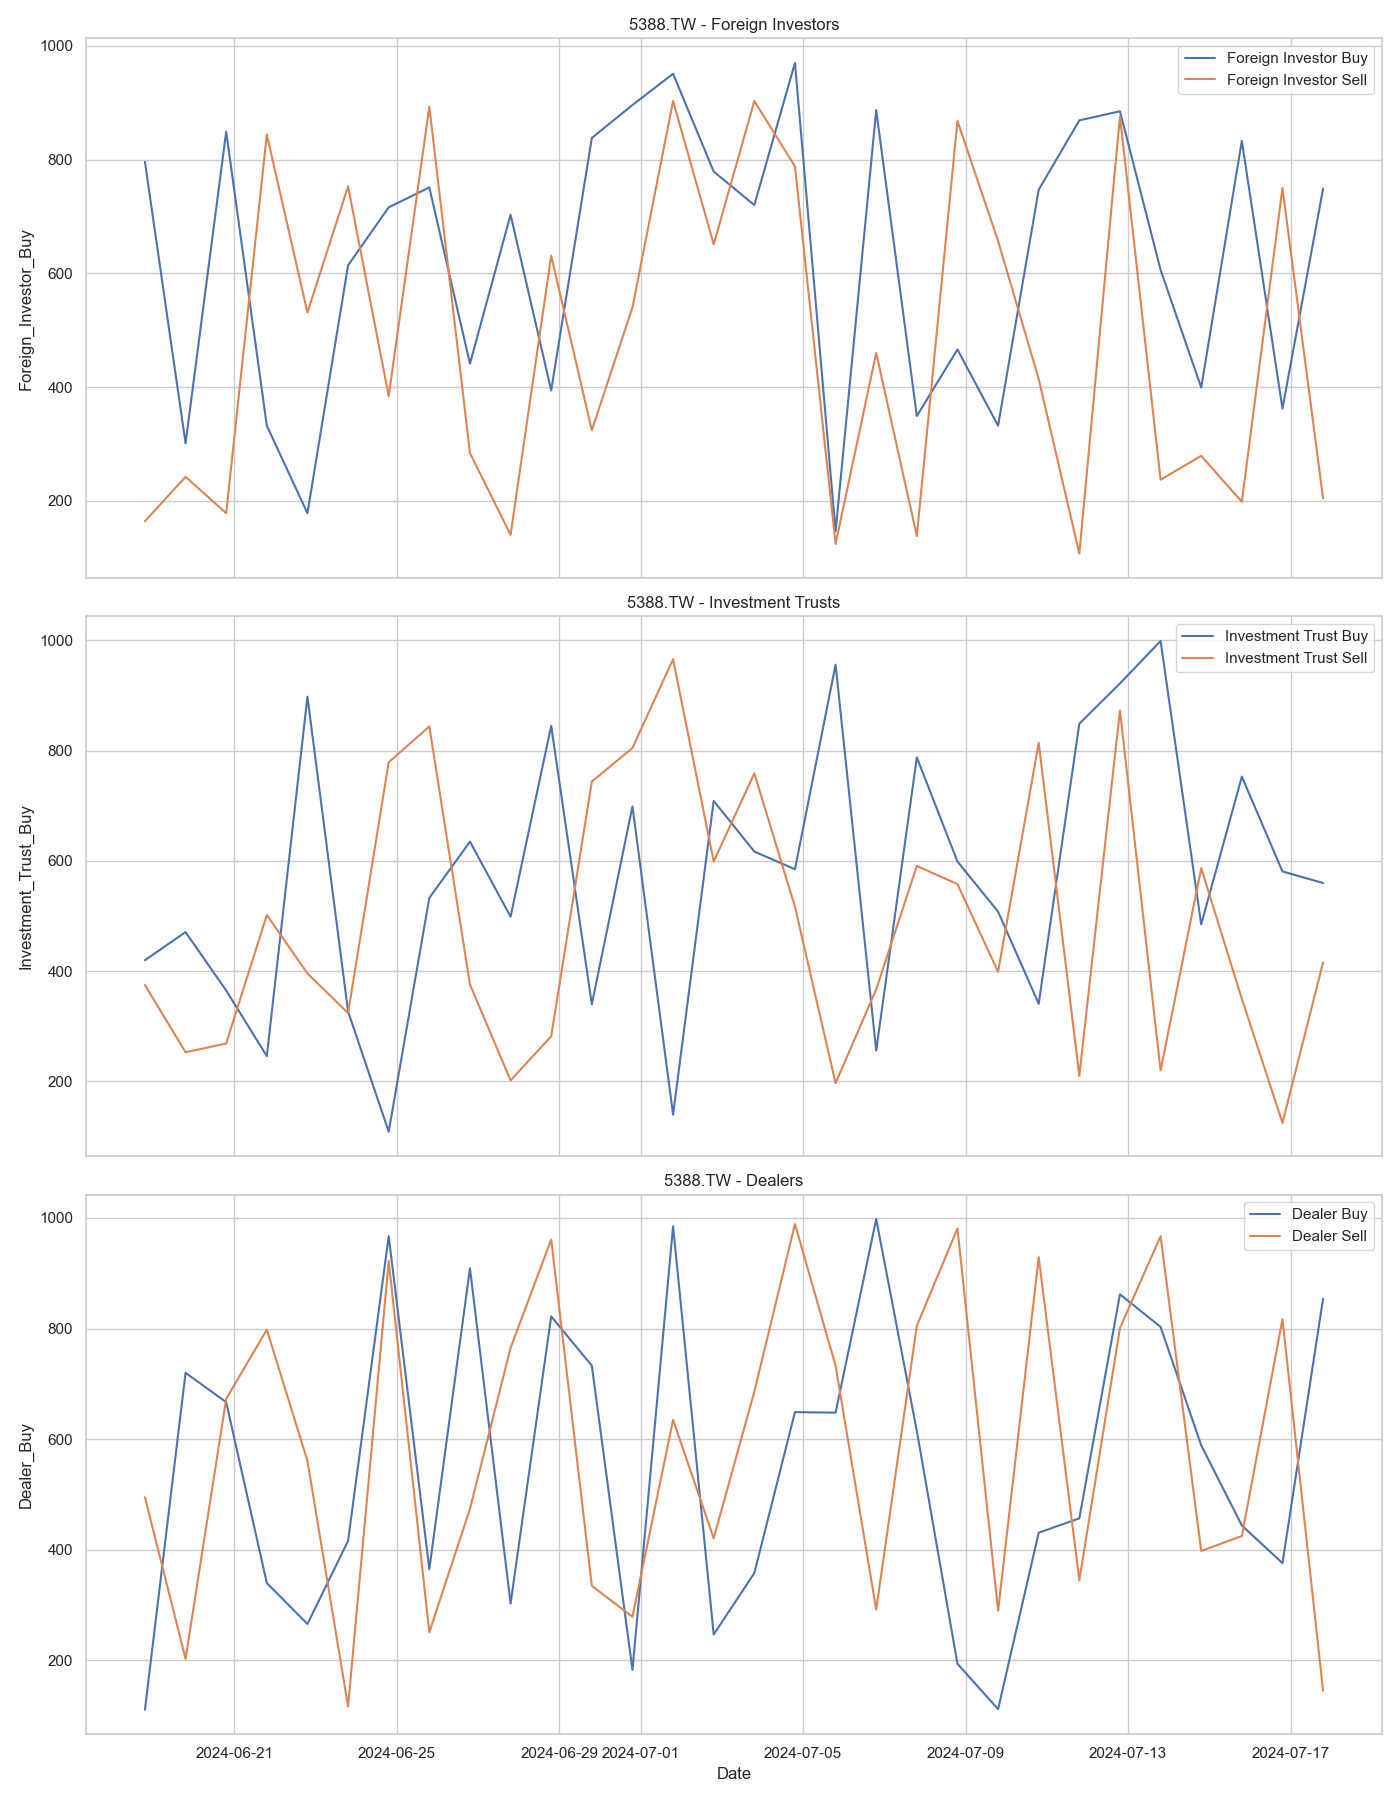 5388.TW - Foreign Investors
Foreign Investor Buy
Foreign Investor Sell
Foreign_Investor_Buy
1000
800
600
400
200
5388.TW - Investment Trusts
Investment Trust Buy
Investment Trust Sell
Investment_Trust_Buy
1000
800
600
400
200
5388.TW - Dealers
Dealer Buy
Dealer Sell
Dealer_Buy
1000
800
600
400
200
2024-06-21 2024-06-25 2024-06-29 2024-07-01 2024-07-05 2024-07-09 2024-07-13 2024-07-17
Date